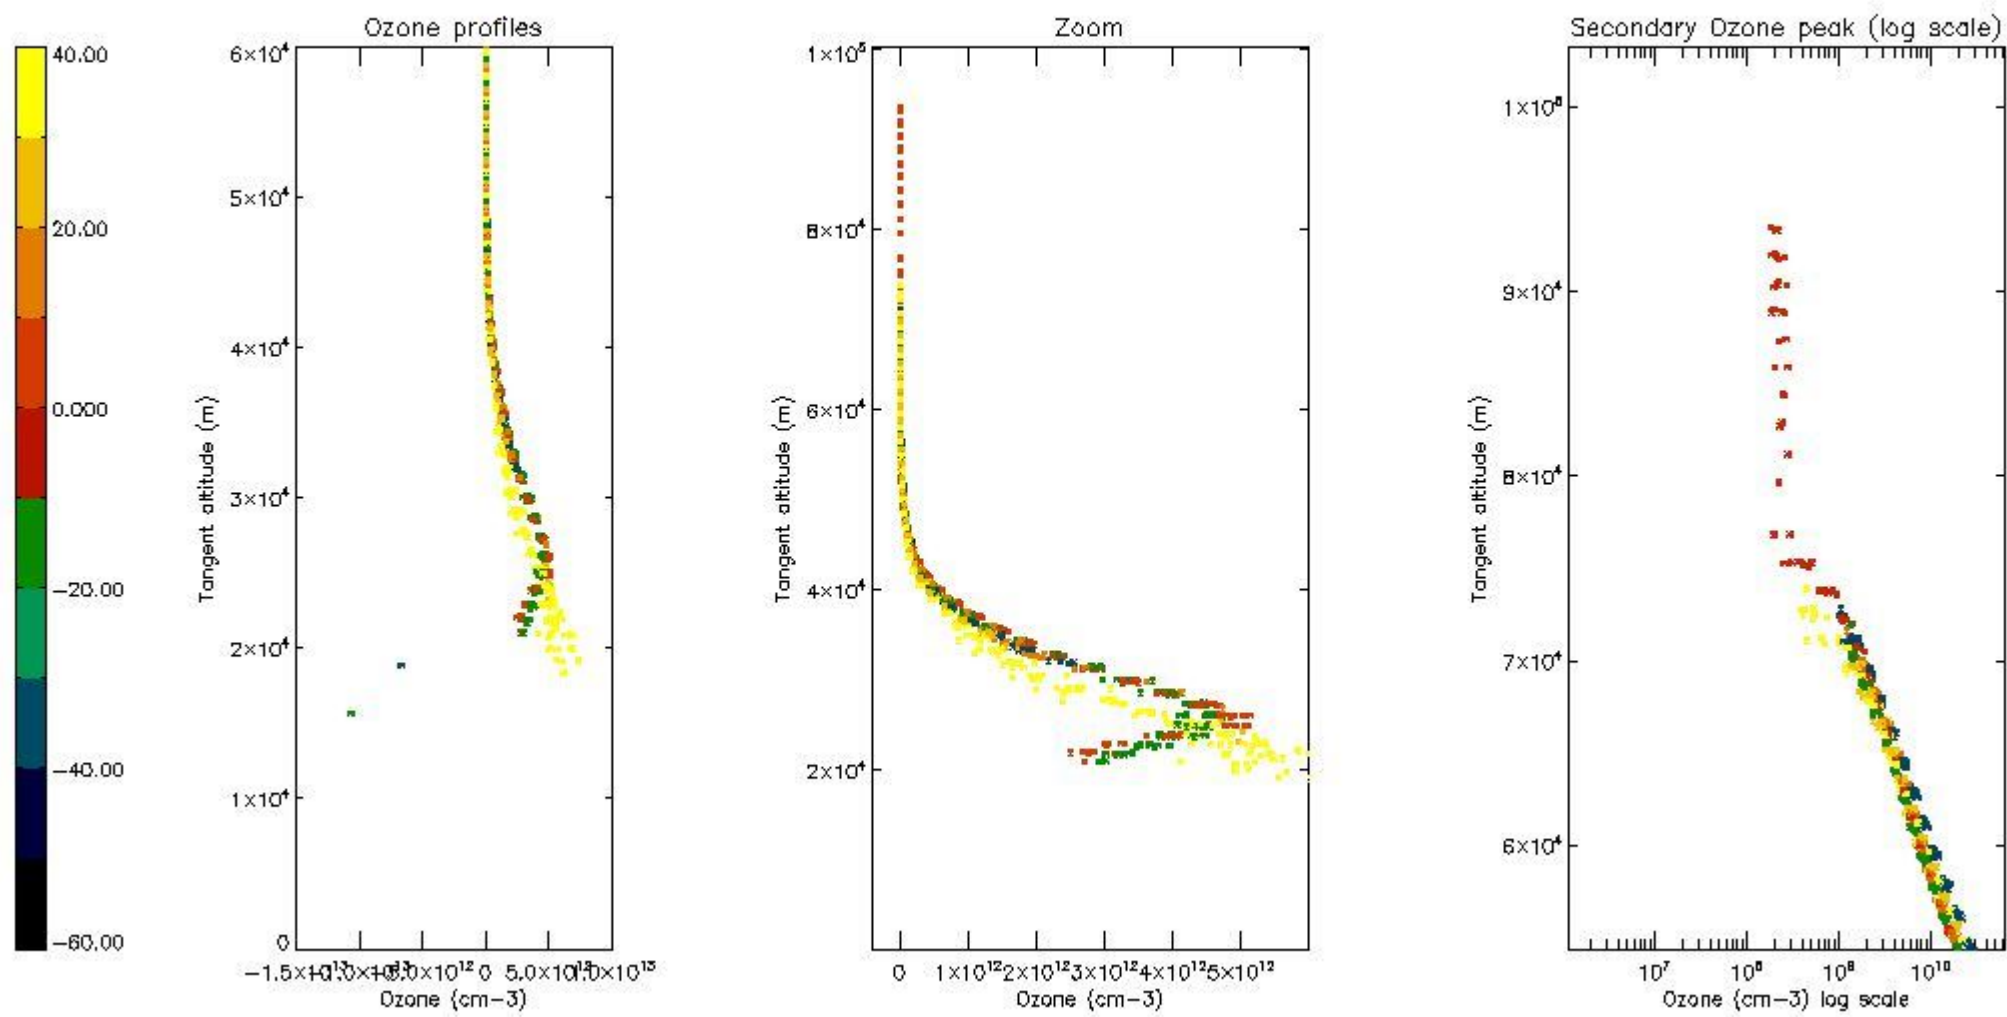 Ozone profiles
Zoom
Secondary Ozone peak (log scale)
40.00
20.00
0.000
−20.00
−40.00
−60.00
6×10⁴
5×10⁴
4×10⁴
3×10⁴
2×10⁴
1×10⁴
0
Tangent altitude (m)
0
Ozone (cm−3)
1×10⁵
8×10⁴
6×10⁴
4×10⁴
2×10⁴
Tangent altitude (m)
0 1×10¹² 2×10¹² 3×10¹² 4×10¹² 5×10¹²
Ozone (cm−3)
9×10⁴
8×10⁴
7×10⁴
6×10⁴
Tangent altitude (m)
10⁷ 10⁹ 10¹⁰
Ozone (cm−3) log scale